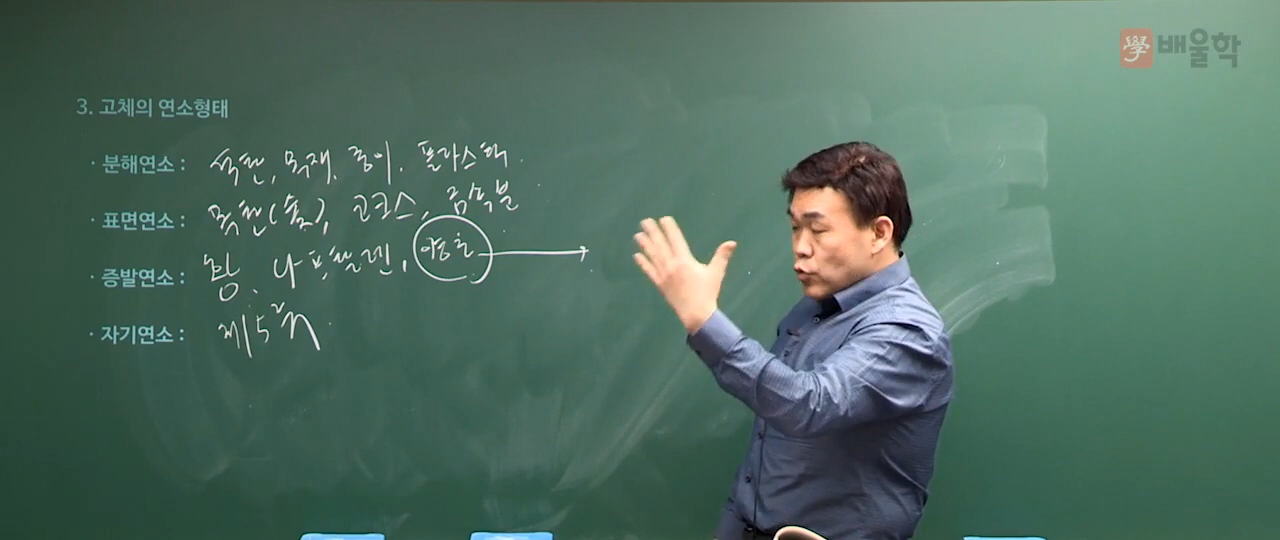 學 배울학
3. 고체의 연소형태
· 분해연소 : 석탄, 목재, 종이, 플라스틱.
· 표면연소 : 목탄(숯), 코크스, 금속분
· 증발연소 : 황, 나프탈렌, 양초
· 자기연소 : 제5류